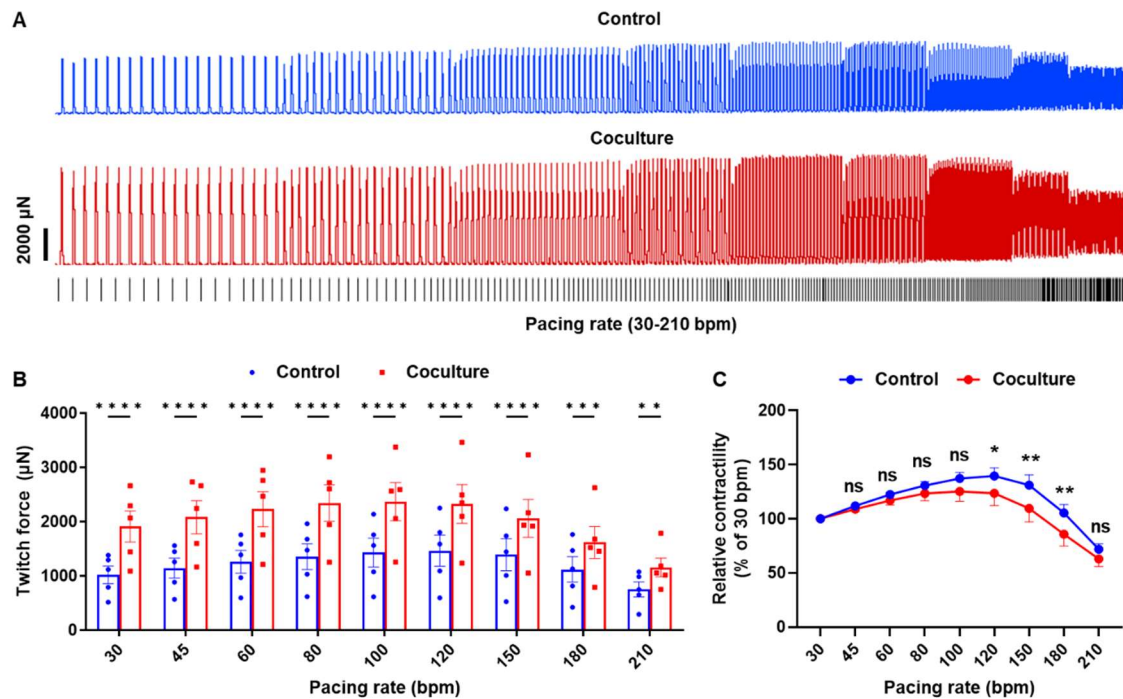 A
Control
Coculture
2000 µN
Pacing rate (30-210 bpm)
B
Control Coculture
Twitch force (µN)
4000
3000
2000
1000
0
**** **** **** **** **** **** **** *** **
30 45 60 80 100 120 150 180 210
Pacing rate (bpm)
C
Control Coculture
Relative contractility
(% of 30 bpm)
200
150
100
50
0
ns ns ns ns * ** ** ns
30 45 60 80 100 120 150 180 210
Pacing rate (bpm)